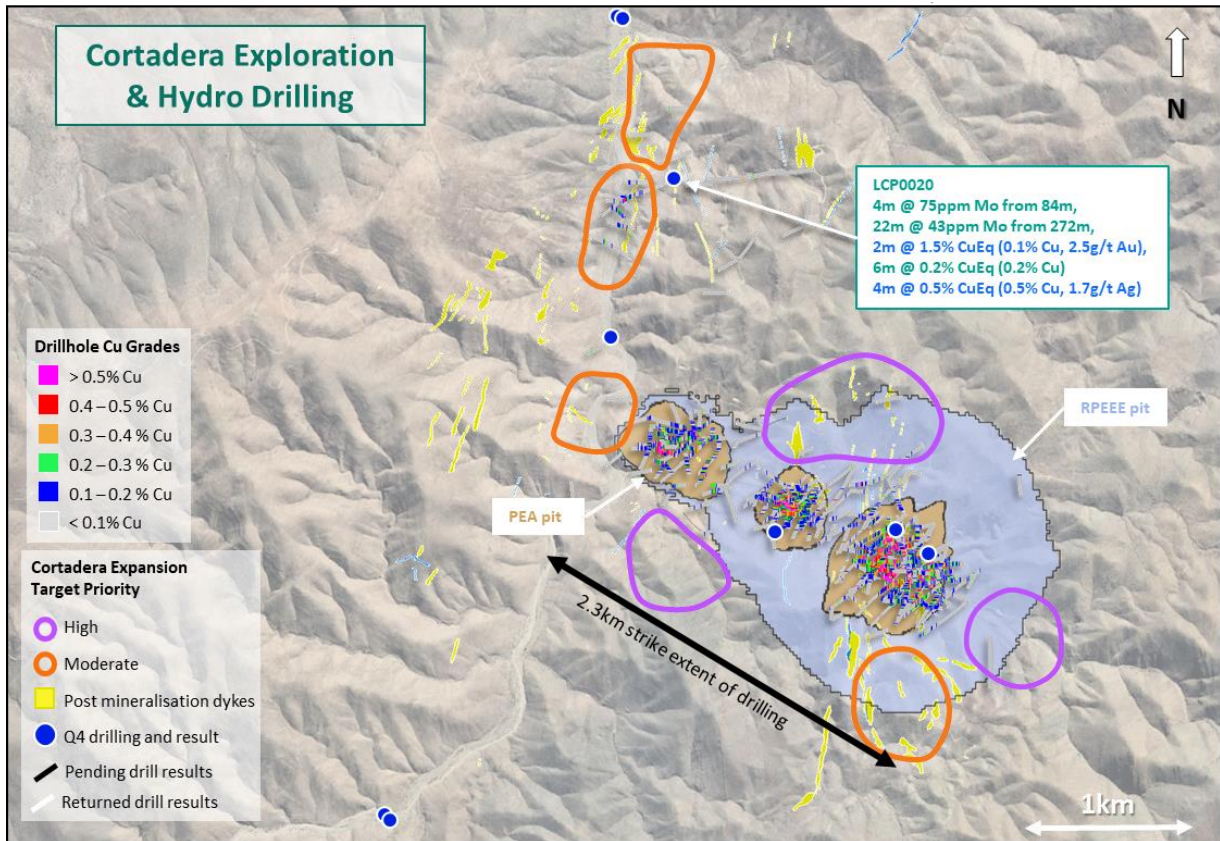 Cortadera Exploration
& Hydro Drilling
N
LCP0020
4m @ 75ppm Mo from 84m,
22m @ 43ppm Mo from 272m,
2m @ 1.5% CuEq (0.1% Cu, 2.5g/t Au),
6m @ 0.2% CuEq (0.2% Cu)
4m @ 0.5% CuEq (0.5% Cu, 1.7g/t Ag)
Drillhole Cu Grades
> 0.5% Cu
0.4 – 0.5 % Cu
0.3 – 0.4 % Cu
0.2 – 0.3 % Cu
0.1 – 0.2 % Cu
< 0.1% Cu
RPEEE pit
PEA pit
Cortadera Expansion
Target Priority
High
Moderate
Post mineralisation dykes
Q4 drilling and result
Pending drill results
Returned drill results
2.3km strike extent of drilling
1km